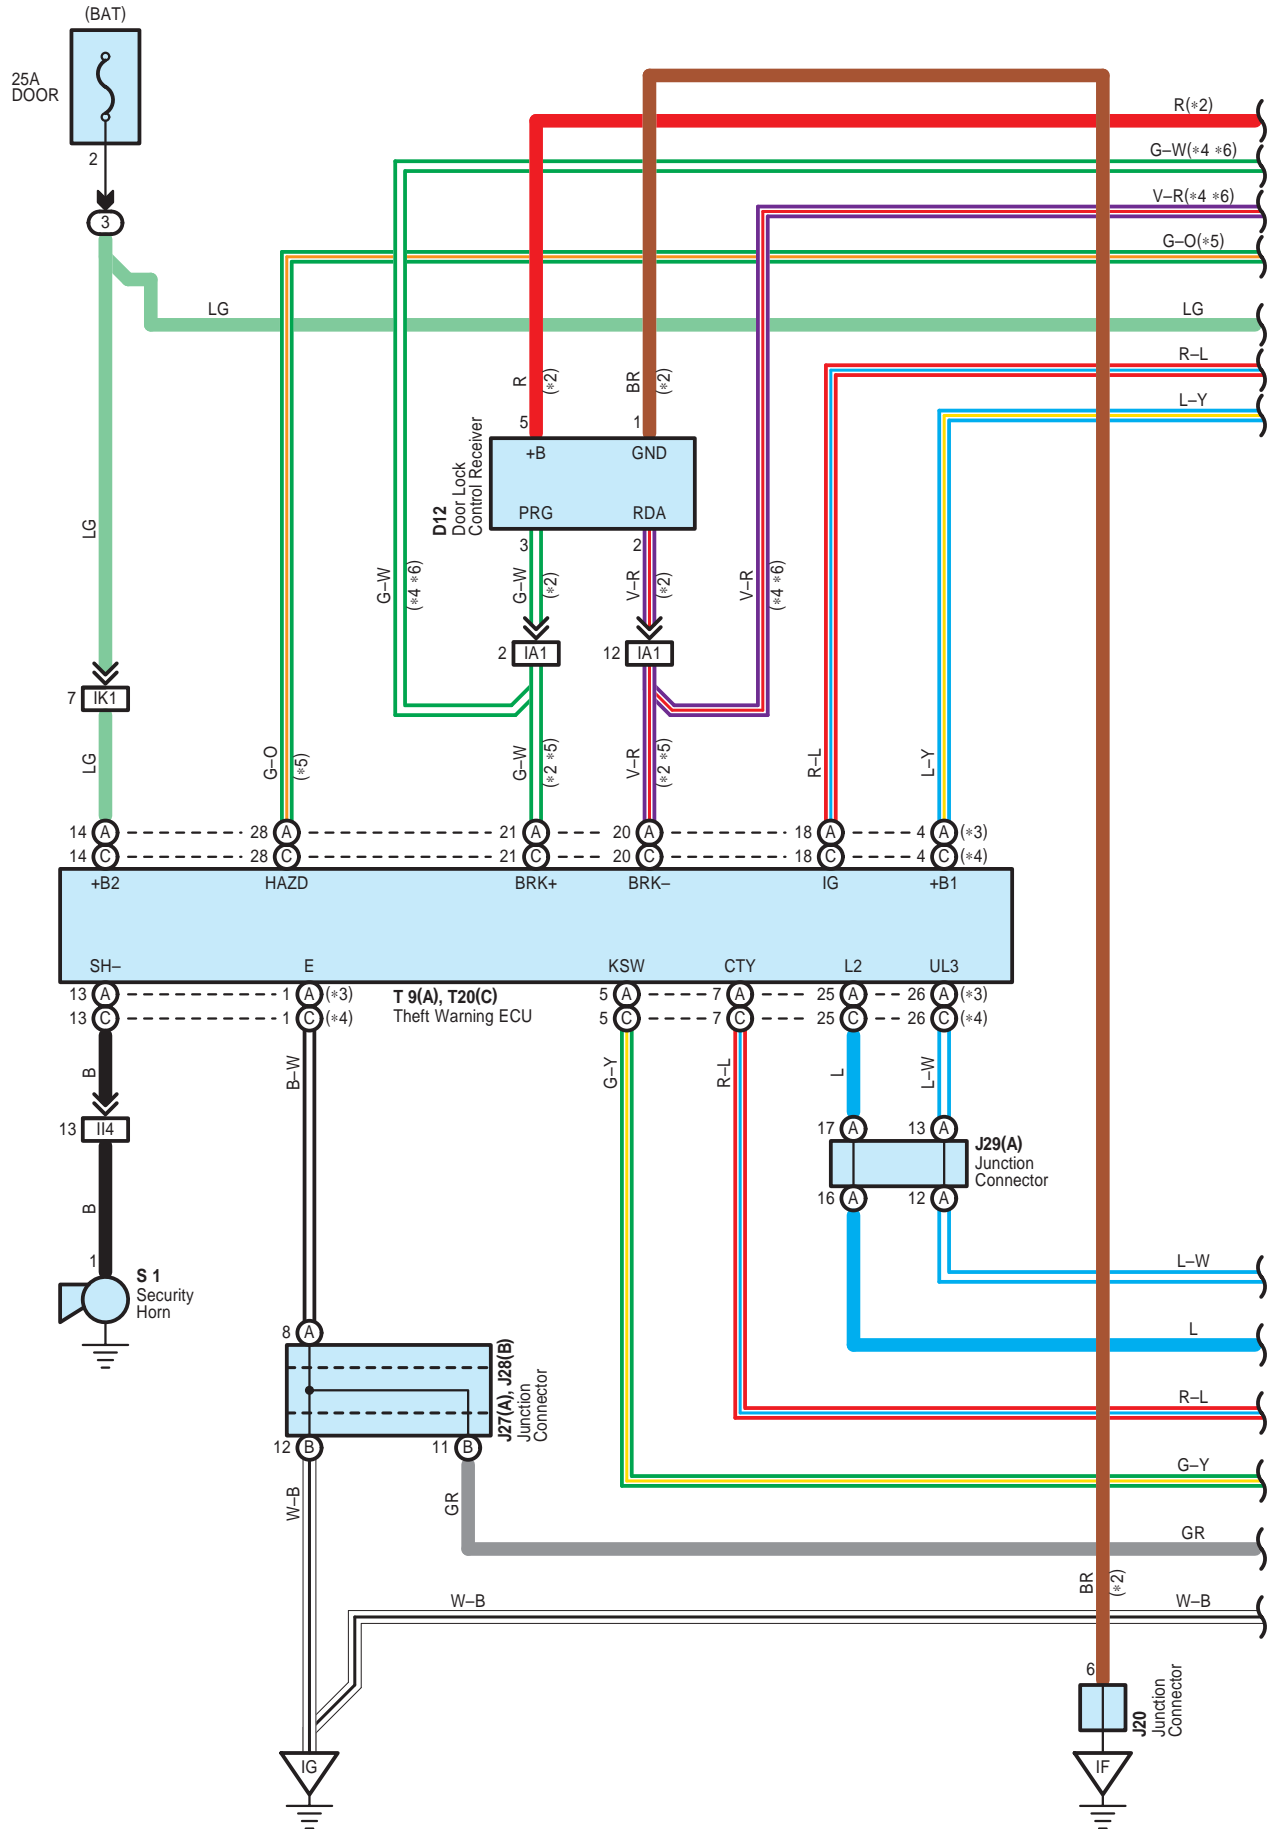 (BAT)
25A
DOOR
2
3
R(∗2)
G–W(∗4 ∗6)
V–R(∗4 ∗6)
G–O(∗5)
LG
LG
R–L
L–Y
R
(∗2)
BR
(∗2)
5
1
+B
GND
PRG
RDA
D12
Door Lock
Control Receiver
3
2
LG
G–W
(∗4 ∗6)
G–W
(∗2)
V–R
(∗2)
V–R
(∗4 ∗6)
2 IA1
12 IA1
7 IK1
LG
G–O
(∗5)
G–W
(∗2 ∗5)
V–R
(∗2 ∗5)
R–L
L–Y
14 A 28 A 21 A 20 A 18 A 4 A (∗3)
14 C 28 C 21 C 20 C 18 C 4 C (∗4)
+B2 HAZD BRK+ BRK– IG +B1
SH– E KSW CTY L2 UL3
13 A 1 A (∗3) 5 A 7 A 25 A 26 A (∗3)
13 C 1 C (∗4) 5 C 7 C 25 C 26 C (∗4)
T 9(A), T20(C)
Theft Warning ECU
B
B–W
G–Y
R–L
L
L–W
13 II4
17 A 13 A
J29(A)
Junction
Connector
16 A 12 A
B
1
S 1
Security
Horn
L–W
L
8 A
J27(A), J28(B)
Junction
Connector
12 B 11 B
R–L
G–Y
W–B
GR
GR
BR
(∗2)
W–B
W–B
6
J20
Junction
Connector
IG
IF